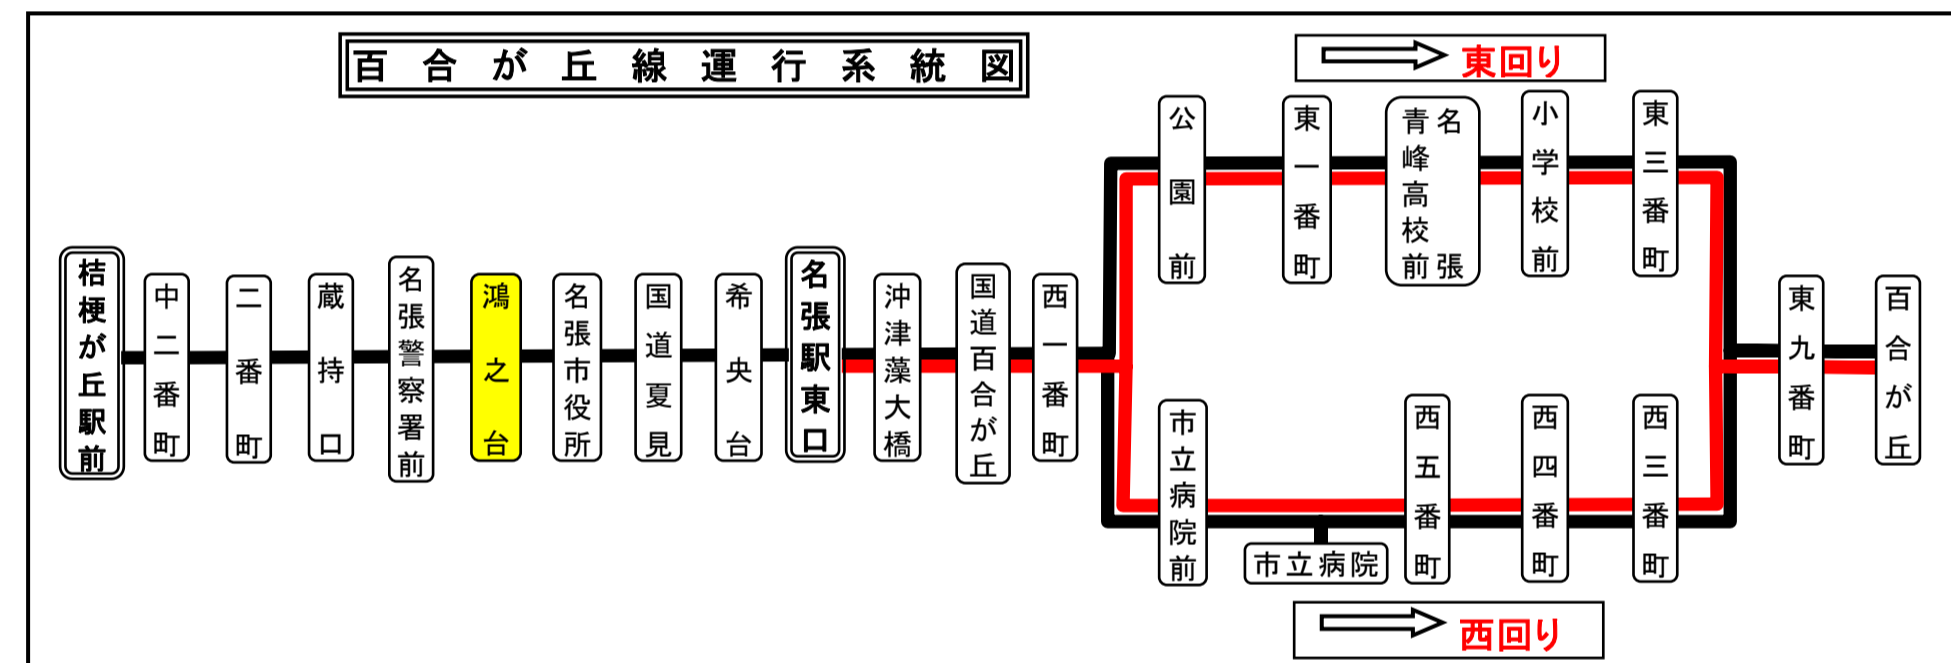 百合が丘線運行系統図
東回り
公園前
東一番町
名張青峰高校前
小学校前
東三番町
桔梗が丘駅前
中二番町
二番町
蔵持口
名張警察署前
鴻之台
名張市役所
国道夏見
希央台
名張駅東口
沖津藻大橋
国道百合が丘
西一番町
東九番町
百合が丘
市立病院前
市立病院
西五番町
西四番町
西三番町
西回り